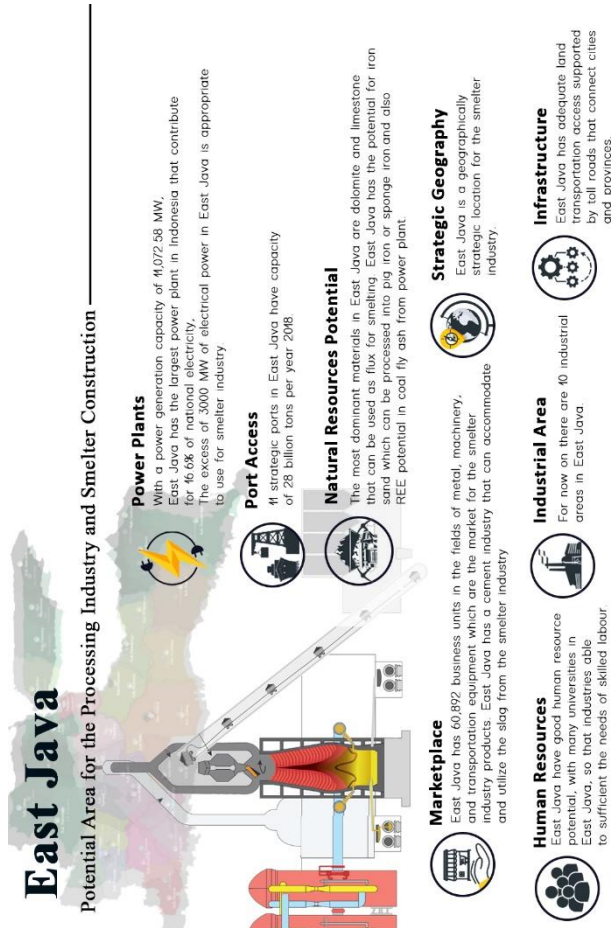 East Java
Potential Area for the Processing Industry and Smelter Construction
Power Plants
With a power generation capacity of 11,072.58 MW,
East Java has the largest power plant in Indonesia that contribute
for 16.6% of national electricity,
The excess of 3000 MW of electrical power in East Java is appropriate
to use for smelter industry
Port Access
11 strategic ports in East Java have capacity
of 28 billion tons per year 2018.
Natural Resources Potential
The most dominant materials in East Java are dolomite and limestone
that can be used as flux for smelting. East Java has the potential for iron
sand which can be processed into pig iron or sponge iron and also
REE potential in coal fly ash from power plant.
Marketplace
East Java has 60,892 business units in the fields of metal, machinery,
and transportation equipment which are the market for the smelter
industry products. East Java has a cement industry that can accommodate
and utilize the slag from the smelter industry
Strategic Geography
East Java is a geographically
strategic location for the smelter
industry.
Human Resources
East Java have good human resource
potential, with many universities in
East Java, so that industries able
to sufficient the needs of skilled labour.
Industrial Area
For now on there are 10 industrial
areas in East Java.
Infrastructure
East Java has adequate land
transportation access supported
by toll roads that connect cities
and provinces.